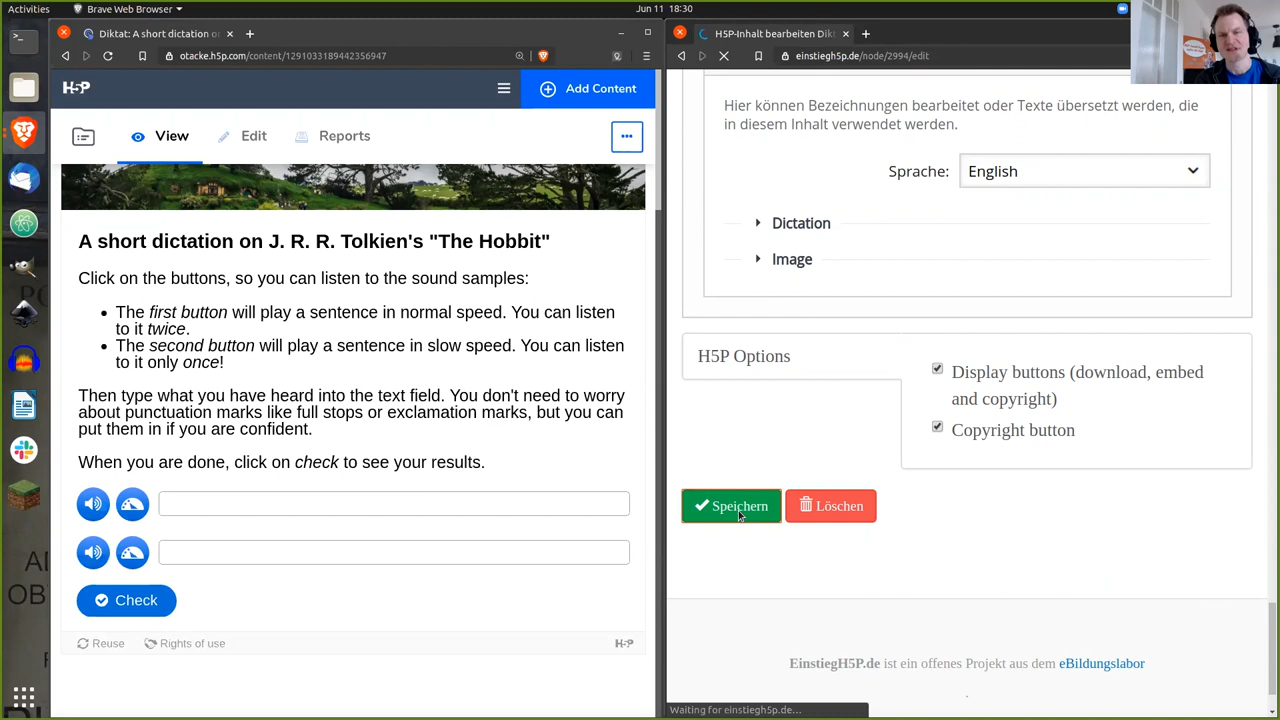 Activities
Brave Web Browser
Jun 11 18:30
Diktat: A short dictation o
H5P-Inhalt bearbeiten Dikt
otacke.h5p.com/content/1291033189442356947
einstiegh5p.de/node/2994/edit
H5P
Add Content
View
Edit
Reports
A short dictation on J. R. R. Tolkien's "The Hobbit"
Click on the buttons, so you can listen to the sound samples:
The first button will play a sentence in normal speed. You can listen
to it twice.
The second button will play a sentence in slow speed. You can listen
to it only once!
Then type what you have heard into the text field. You don't need to worry
about punctuation marks like full stops or exclamation marks, but you can
put them in if you are confident.
When you are done, click on check to see your results.
Check
Reuse
Rights of use
H5P
Hier können Bezeichnungen bearbeitet oder Texte übersetzt werden, die
in diesem Inhalt verwendet werden.
Sprache:
English
Dictation
Image
H5P Options
Display buttons (download, embed
and copyright)
Copyright button
Speichern
Löschen
EinstiegH5P.de ist ein offenes Projekt aus dem eBildungslabor
.
Waiting for einstiegh5p.de...